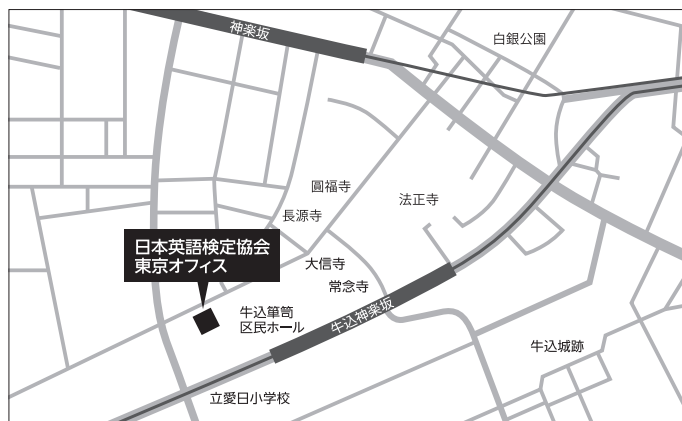 神楽坂
白銀公園
圓福寺
法正寺
長源寺
日本英語検定協会
東京オフィス
大信寺
常念寺
牛込箪笥
区民ホール
牛込神楽坂
牛込城跡
立愛日小学校